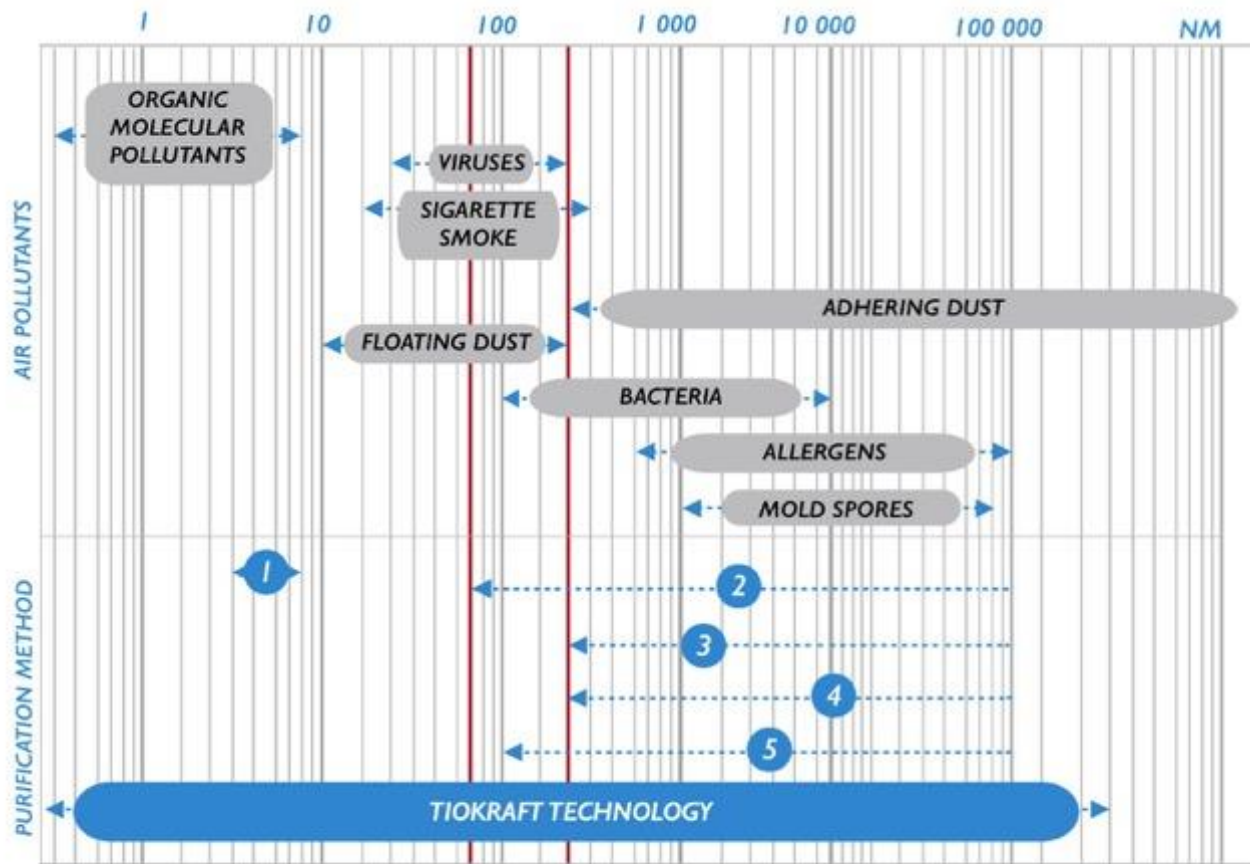 1 10 100 1 000 10 000 100 000 NM
AIR POLLUTANTS
ORGANIC
MOLECULAR
POLLUTANTS
VIRUSES
SIGARETTE
SMOKE
ADHERING DUST
FLOATING DUST
BACTERIA
ALLERGENS
MOLD SPORES
PURIFICATION METHOD
1
2
3
4
5
TIOKRAFT TECHNOLOGY